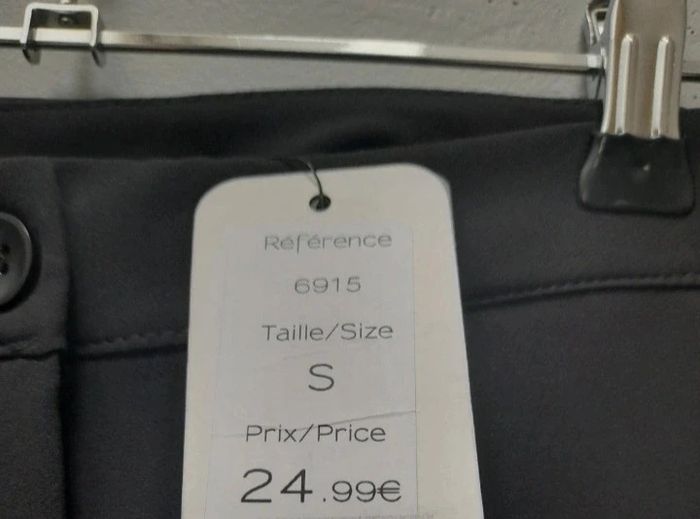 Référence
6915
Taille/Size
S
Prix/Price
24.99€